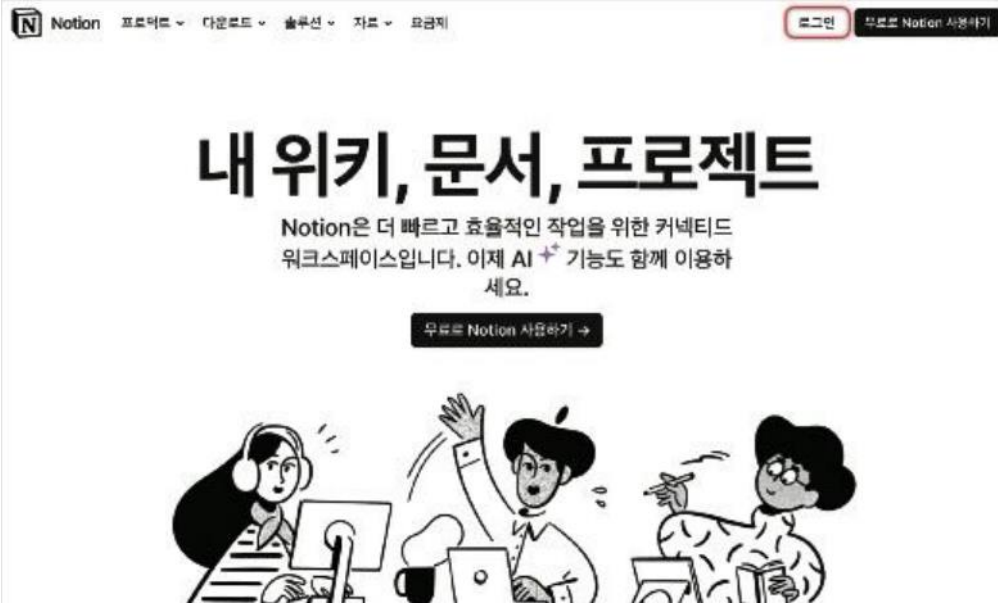 Notion 프로덕트 다운로드 솔루션 자료 요금제 로그인 무료로 Notion 사용하기
내 위키, 문서, 프로젝트
Notion은 더 빠르고 효율적인 작업을 위한 커넥티드
워크스페이스입니다. 이제 AI 기능도 함께 이용하
세요.
무료로 Notion 사용하기 →